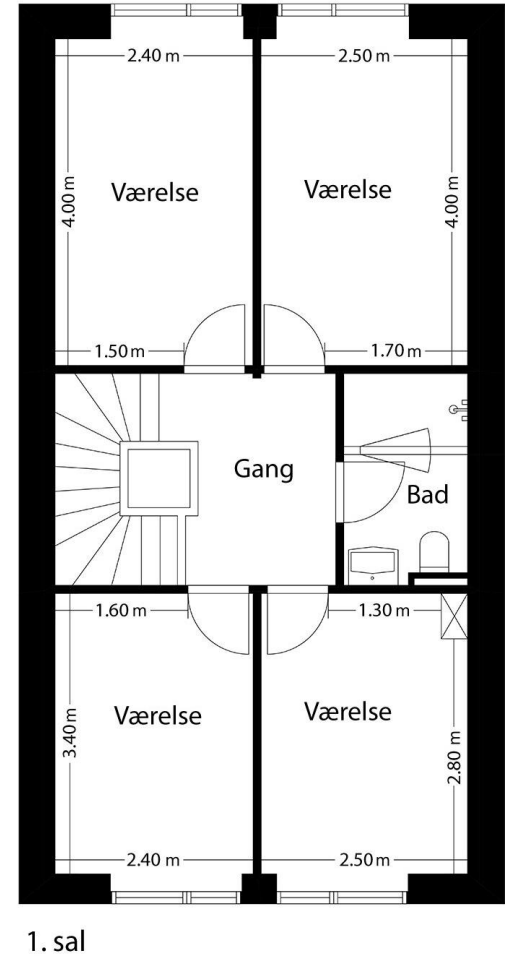 2.40 m
2.50 m
4.00 m
Værelse
Værelse
4.00 m
1.50 m
1.70 m
Gang
Bad
1.60 m
1.30 m
3.40 m
Værelse
Værelse
2.80 m
2.40 m
2.50 m
1. sal